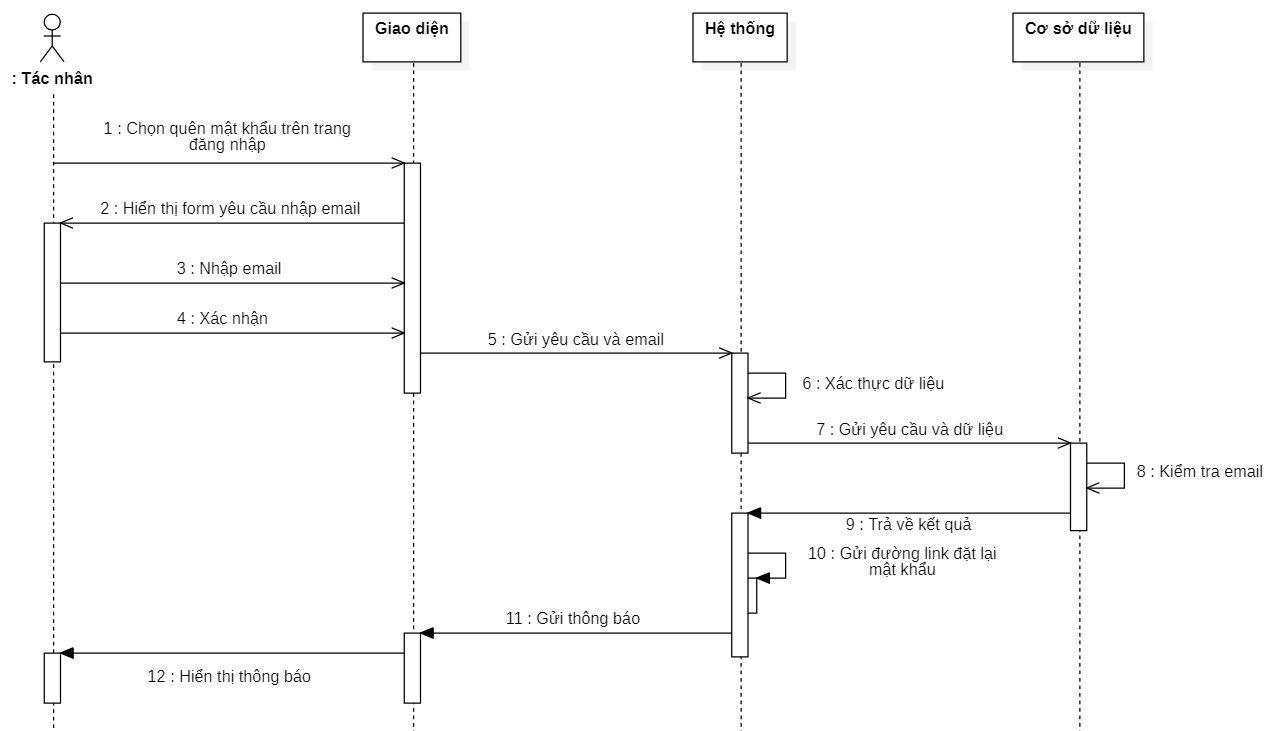 : Tác nhân
Giao diện
Hệ thống
Cơ sở dữ liệu
1 : Chọn quên mật khẩu trên trang
đăng nhập
2 : Hiển thị form yêu cầu nhập email
3 : Nhập email
4 : Xác nhận
5 : Gửi yêu cầu và email
6 : Xác thực dữ liệu
7 : Gửi yêu cầu và dữ liệu
8 : Kiểm tra email
9 : Trả về kết quả
10 : Gửi đường link đặt lại
mật khẩu
11 : Gửi thông báo
12 : Hiển thị thông báo